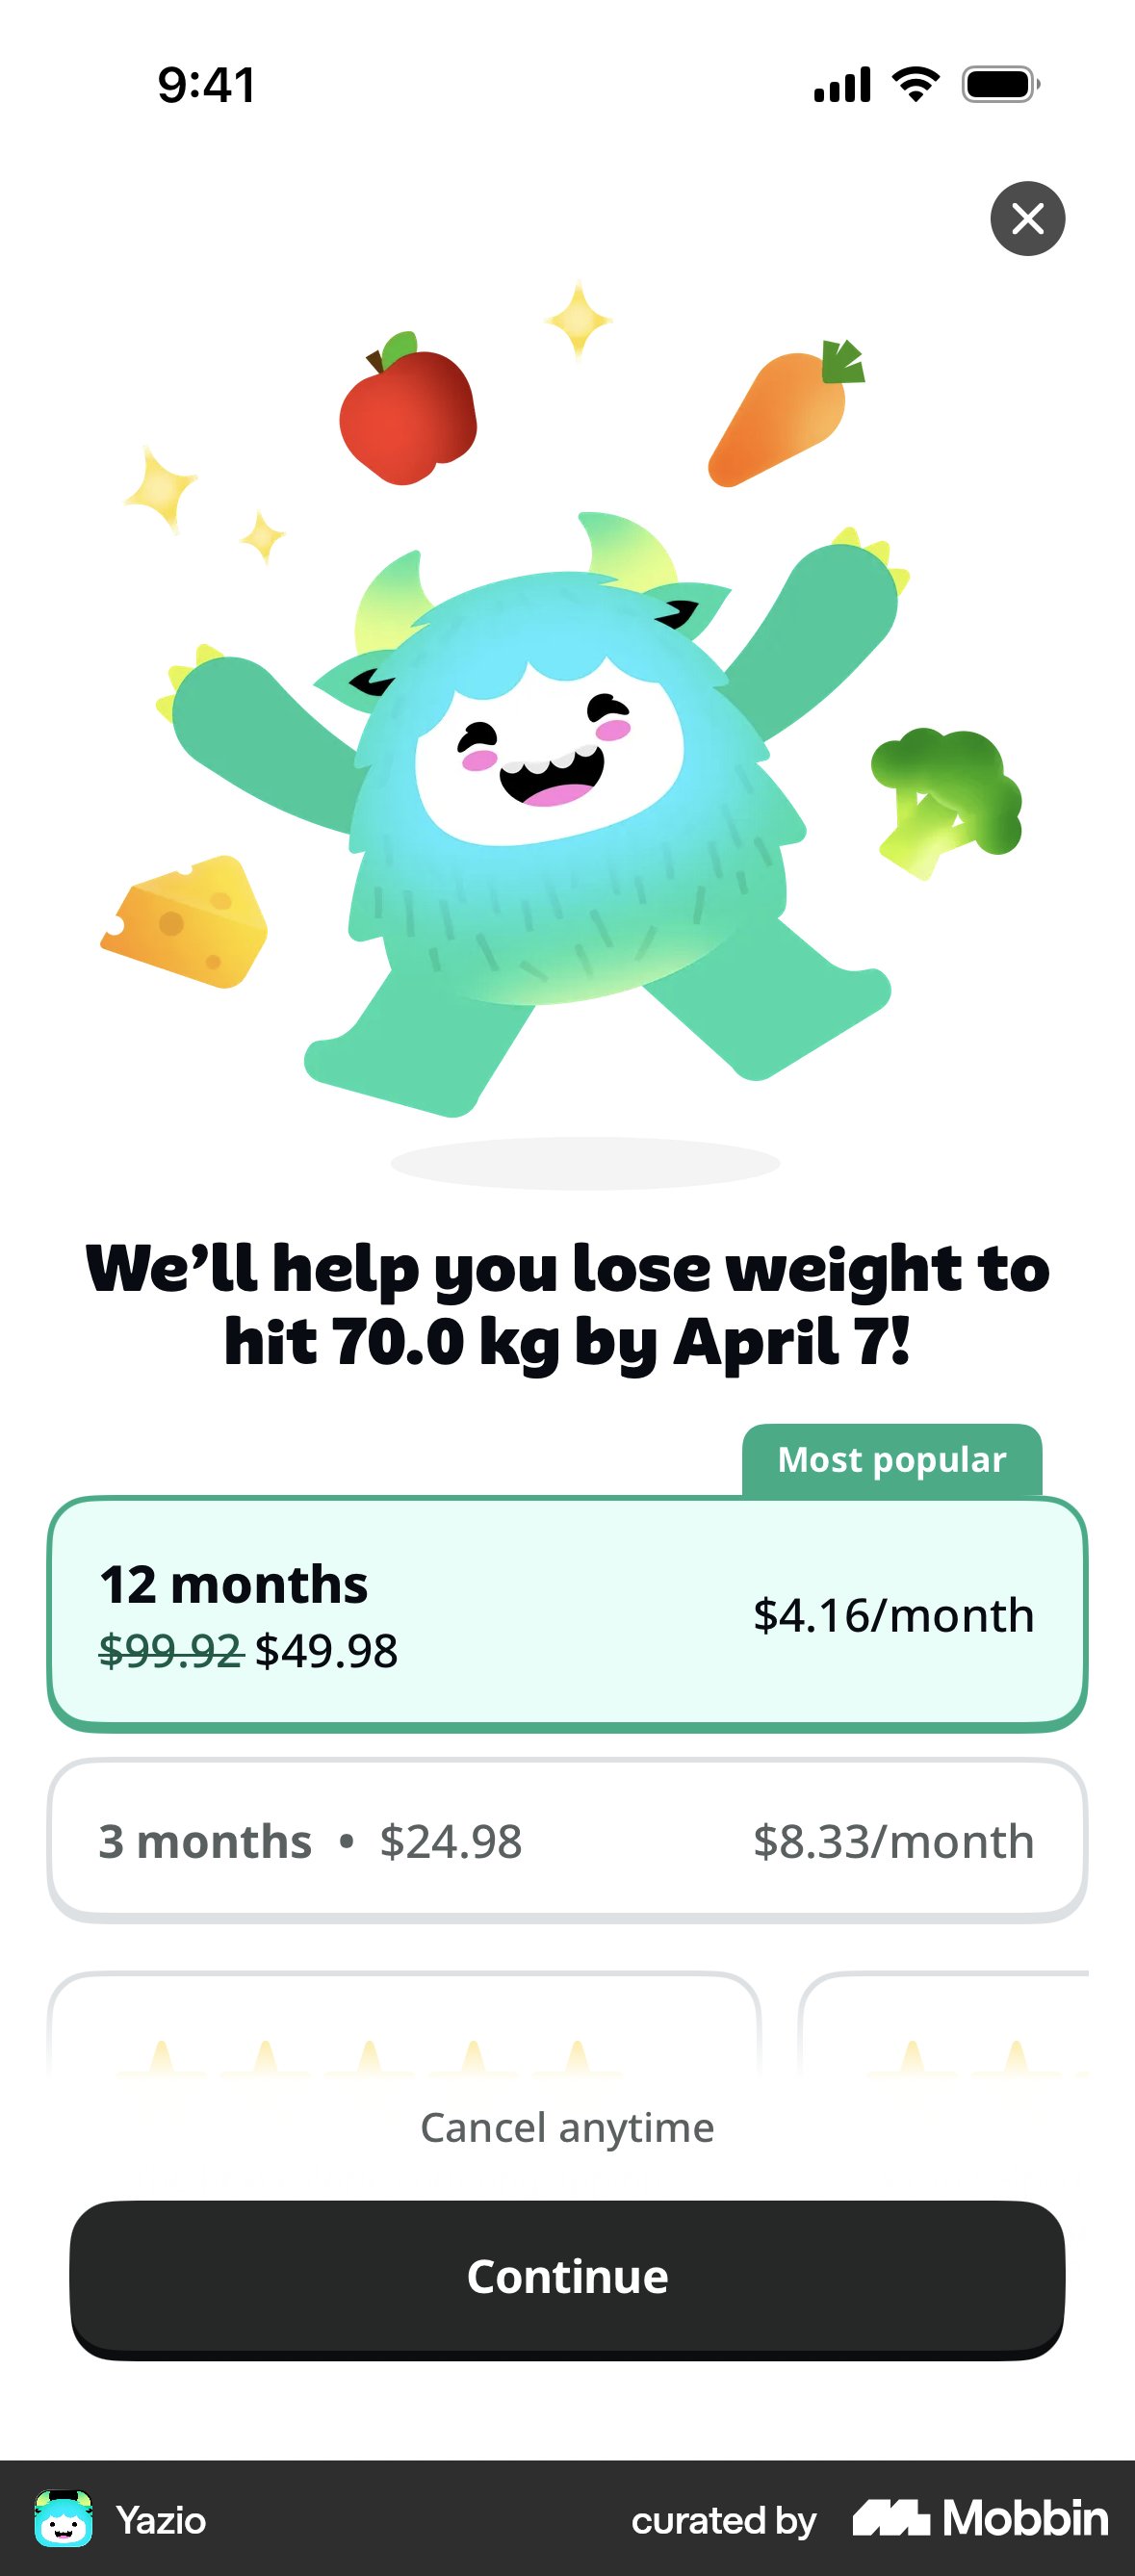 9:41
We’ll help you lose weight to
hit 70.0 kg by April 7!
Most popular
12 months
$99.92 $49.98
$4.16/month
3 months • $24.98
$8.33/month
Cancel anytime
Continue
Yazio
curated by Mobbin